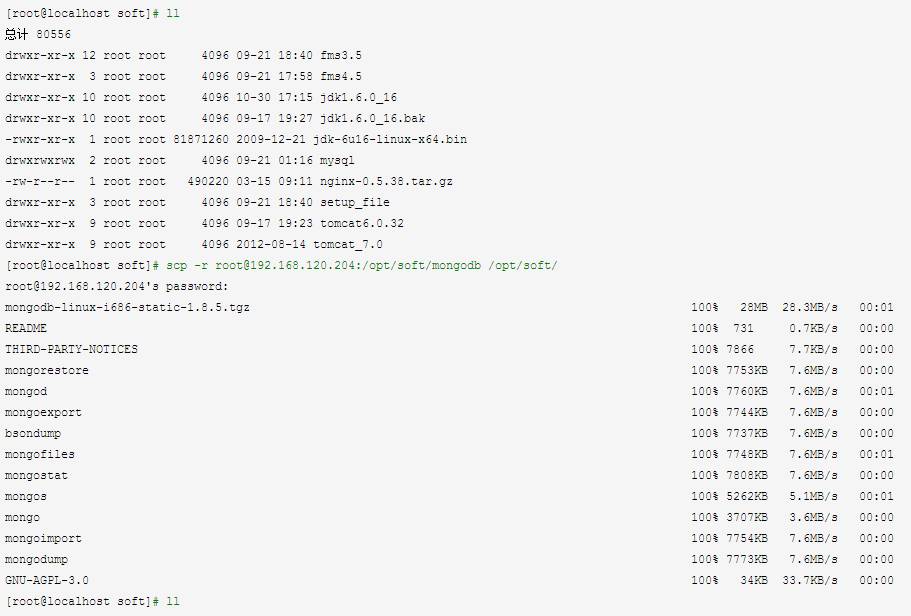 [root@localhost soft]# ll
总计 80556
drwxr-xr-x 12 root root     4096 09-21 18:40 fms3.5
drwxr-xr-x  3 root root     4096 09-21 17:58 fms4.5
drwxr-xr-x 10 root root     4096 10-30 17:15 jdk1.6.0_16
drwxr-xr-x 10 root root     4096 09-17 19:27 jdk1.6.0_16.bak
-rwxr-xr-x  1 root root 81871260 2009-12-21 jdk-6u16-linux-x64.bin
drwxrwxrwx  2 root root     4096 09-21 01:16 mysql
-rw-r--r--  1 root root   490220 03-15 09:11 nginx-0.5.38.tar.gz
drwxr-xr-x  3 root root     4096 09-21 18:40 setup_file
drwxr-xr-x  9 root root     4096 09-17 19:23 tomcat6.0.32
drwxr-xr-x  9 root root     4096 2012-08-14 tomcat_7.0
[root@localhost soft]# scp -r root@192.168.120.204:/opt/soft/mongodb /opt/soft/
root@192.168.120.204's password:
mongodb-linux-i686-static-1.8.5.tgz 100%   28MB  28.3MB/s   00:01
README 100%  731     0.7KB/s   00:00
THIRD-PARTY-NOTICES 100% 7866     7.7KB/s   00:00
mongorestore 100% 7753KB   7.6MB/s   00:00
mongod 100% 7760KB   7.6MB/s   00:01
mongoexport 100% 7744KB   7.6MB/s   00:00
bsondump 100% 7737KB   7.6MB/s   00:00
mongofiles 100% 7748KB   7.6MB/s   00:01
mongostat 100% 7808KB   7.6MB/s   00:00
mongos 100% 5262KB   5.1MB/s   00:01
mongo 100% 3707KB   3.6MB/s   00:00
mongoimport 100% 7754KB   7.6MB/s   00:00
mongodump 100% 7773KB   7.6MB/s   00:00
GNU-AGPL-3.0 100%   34KB  33.7KB/s   00:00
[root@localhost soft]# ll